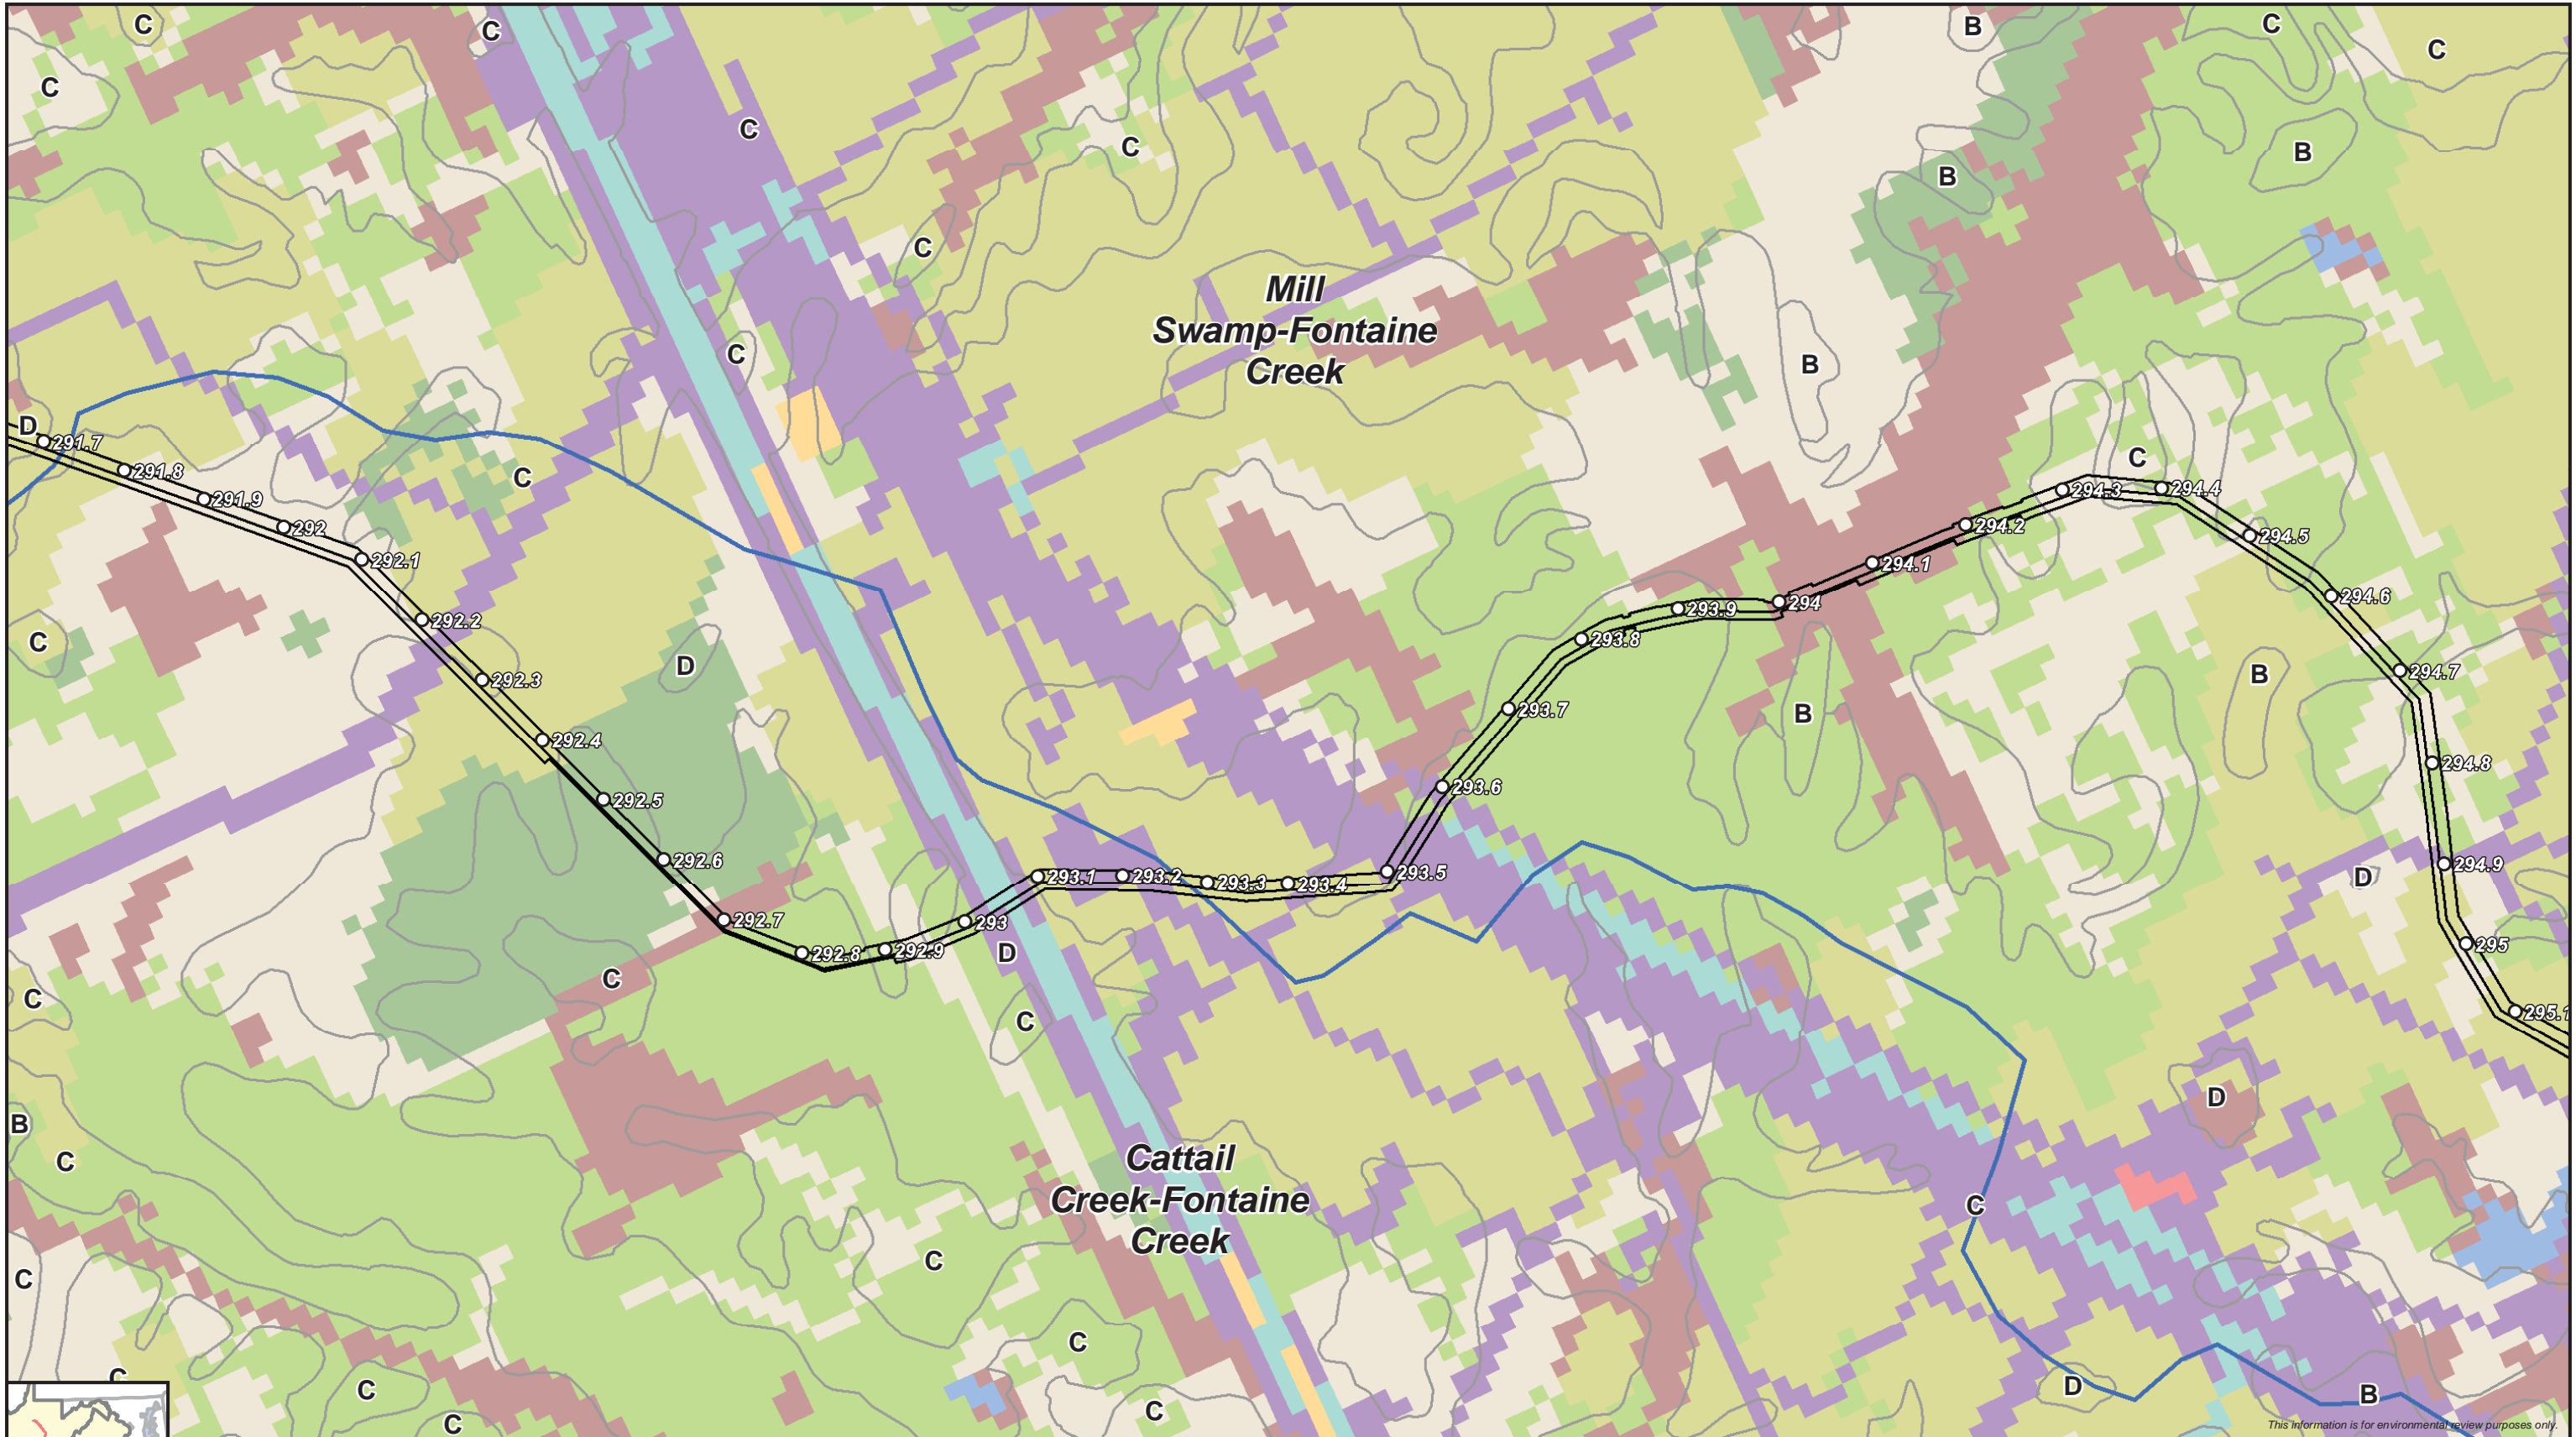 C
C
B
C
C
C
C
C
B
B
C
Mill
Swamp-Fontaine
Creek
C
B
D
291.7
291.8
291.9
292
292.1
C
C
294.3
294.4
294.2
294.5
294.1
294.6
294
293.9
293.8
292.2
292.3
C
D
B
294.7
293.7
B
292.4
294.8
293.6
292.5
292.6
294.9
D
293.1
293.2
293.3
293.4
293.5
292.7
292.8
292.9
293
D
295
C
C
C
295.1
B
C
D
Cattail
Creek-Fontaine
Creek
C
C
C
C
C
C
C
C
D
B
This information is for environmental review purposes only.